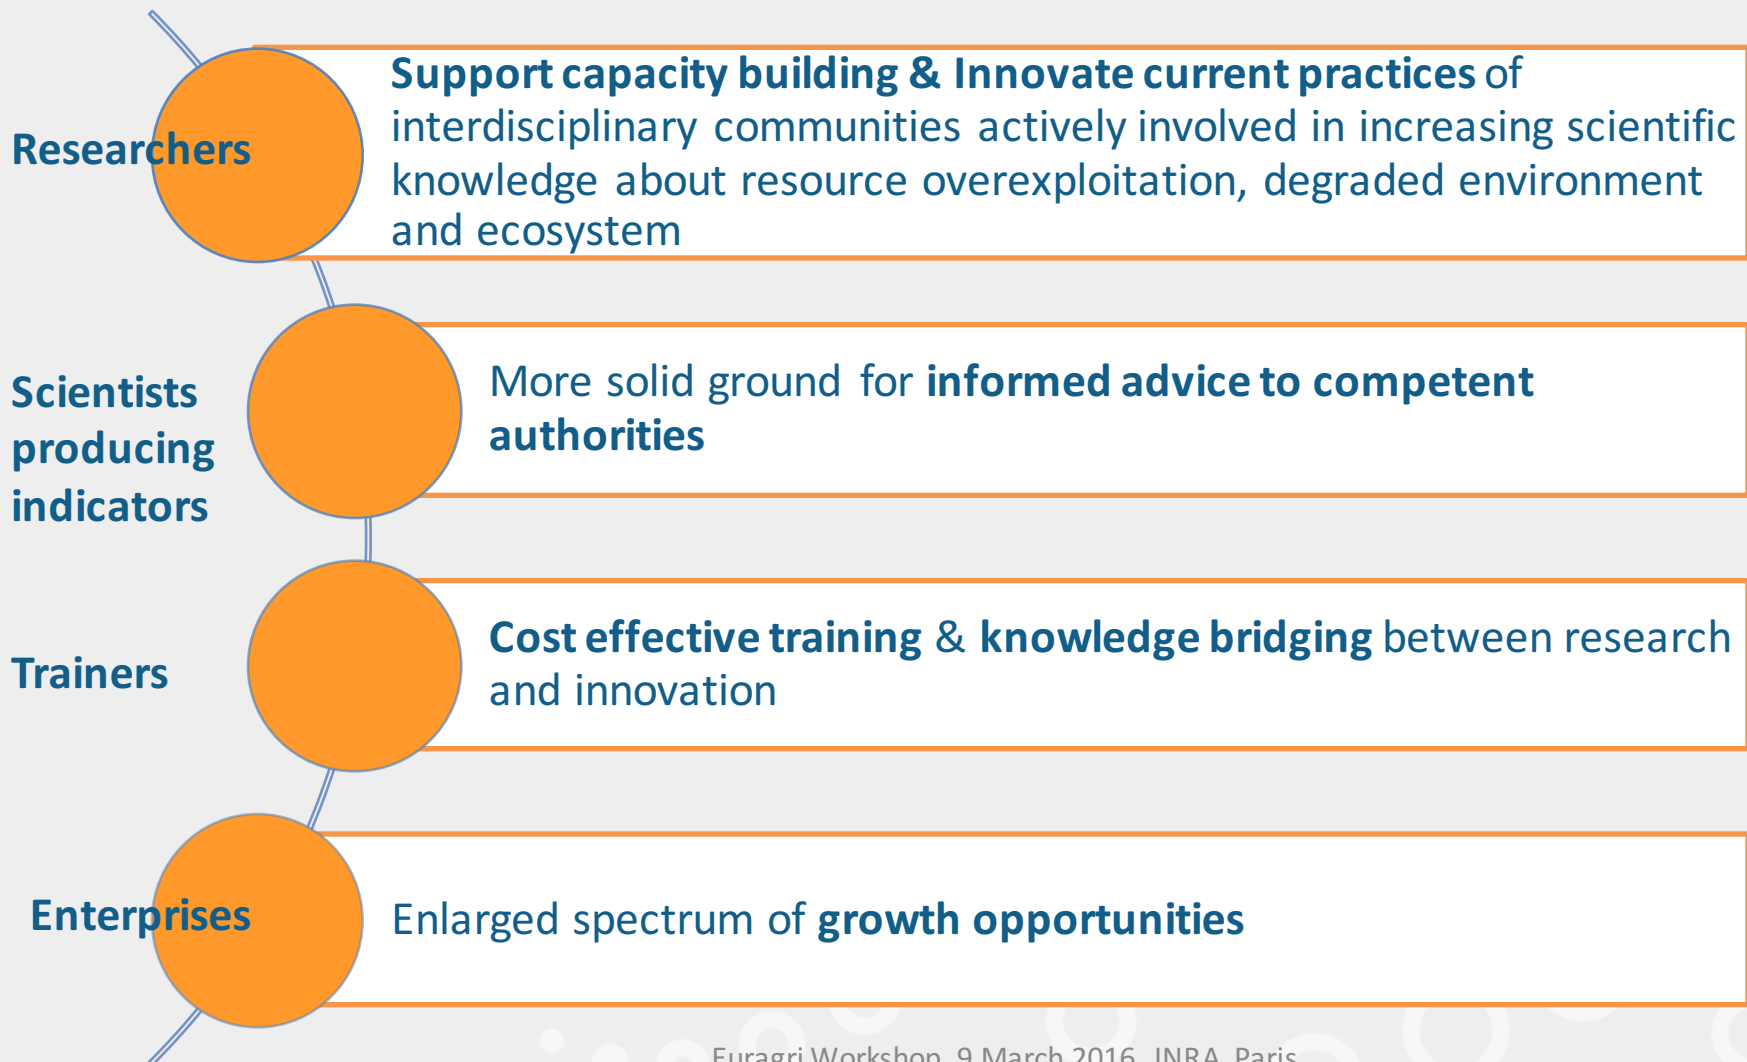 Researchers
Support capacity building & Innovate current practices of
interdisciplinary communities actively involved in increasing scientific
knowledge about resource overexploitation, degraded environment
and ecosystem
Scientists
producing
indicators
More solid ground for informed advice to competent
authorities
Trainers
Cost effective training & knowledge bridging between research
and innovation
Enterprises
Enlarged spectrum of growth opportunities
Euragri Workshop, 9 March 2016, INRA, Paris